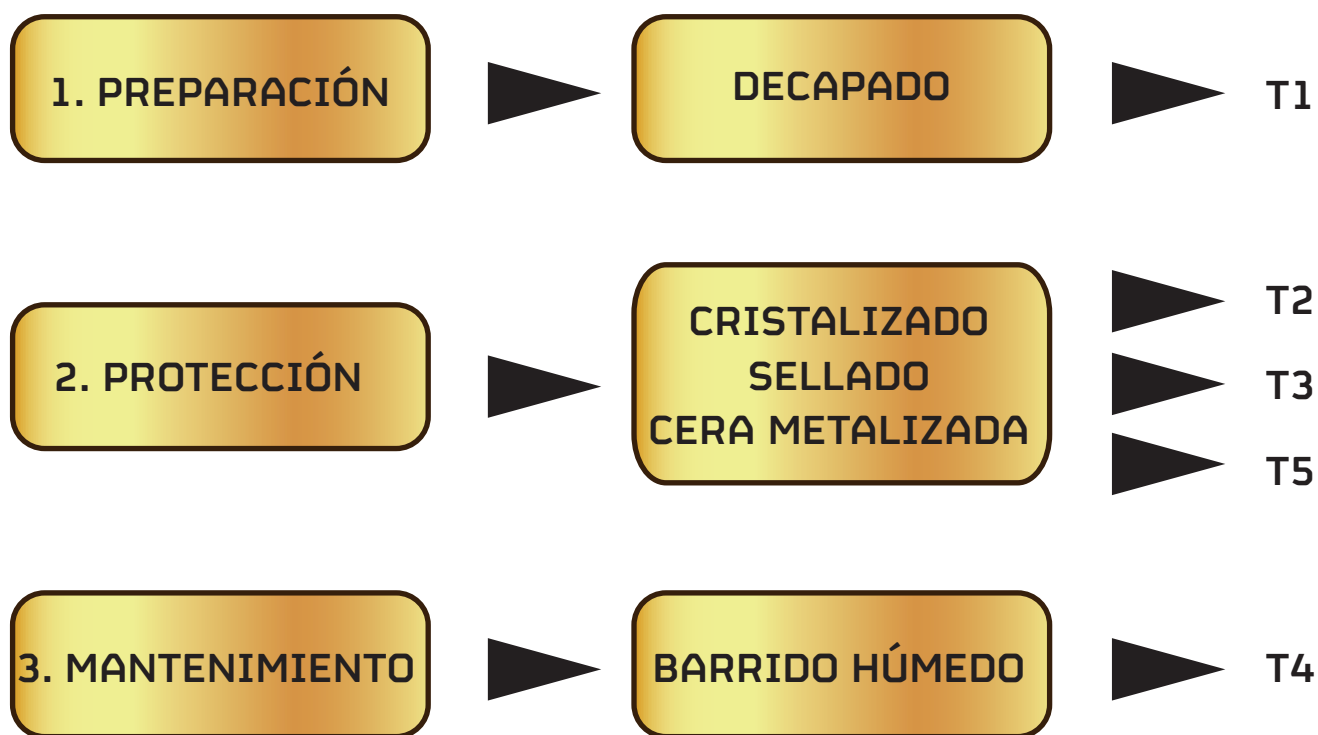 1. PREPARACIÓN
DECAPADO
T1
2. PROTECCIÓN
CRISTALIZADO
SELLADO
CERA METALIZADA
T2
T3
T5
3. MANTENIMIENTO
BARRIDO HÚMEDO
T4